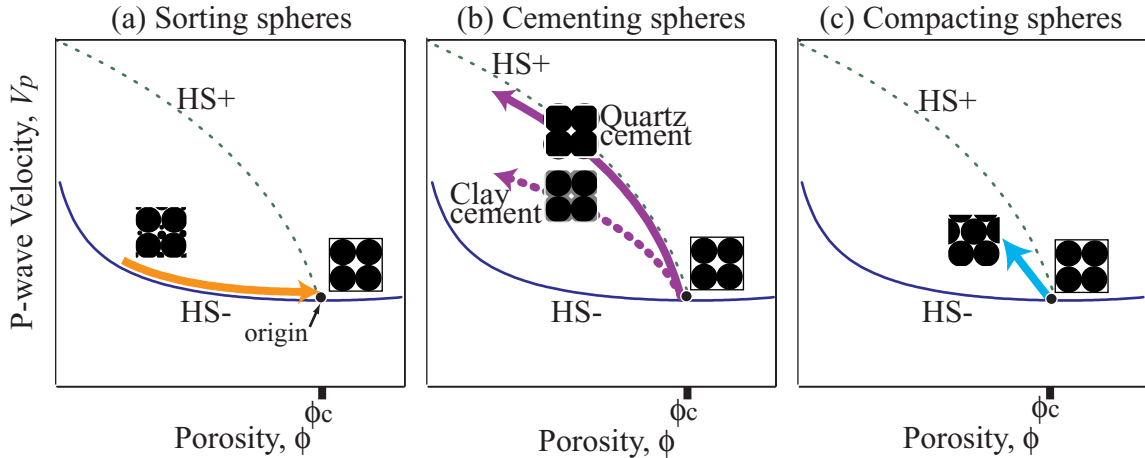 (a) Sorting spheres
(b) Cementing spheres
(c) Compacting spheres
P-wave Velocity, Vp
HS+
HS-
origin
ϕc
Porosity, ϕ
HS+
Quartz
cement
Clay
cement
HS-
ϕc
Porosity, ϕ
HS+
HS-
ϕc
Porosity, ϕ